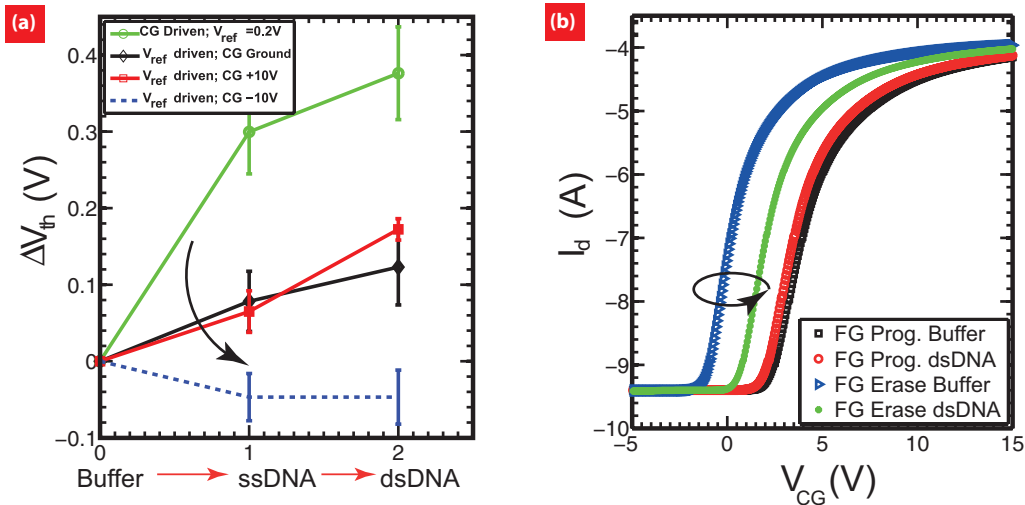 (a)
CG Driven; Vref =0.2V
Vref driven; CG Ground
Vref driven; CG +10V
Vref driven; CG −10V
0.4
0.3
0.2
0.1
0
−0.1
ΔVth (V)
0
1
2
Buffer → ssDNA → dsDNA
(b)
−4
−5
−6
−7
−8
−9
−10
Id (A)
FG Prog. Buffer
FG Prog. dsDNA
FG Erase Buffer
FG Erase dsDNA
−5
0
5
10
15
VCG (V)